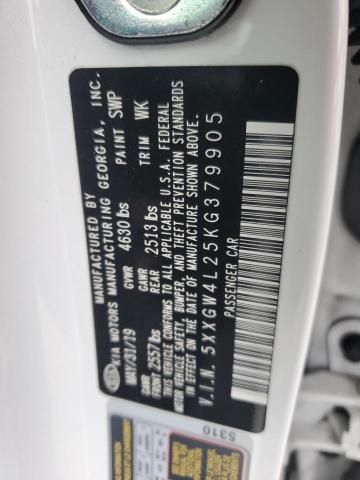 MANUFACTURED BY
KIA KIA MOTORS MANUFACTURING GEORGIA, INC.
MAY/31/19 GVWR 4630 lbs PAINT SWP
GAWR FRONT 2557 lbs GAWR REAR 2513 lbs TRIM WK
THIS VEHICLE CONFORMS TO ALL APPLICABLE U.S.A. FEDERAL
MOTOR VEHICLE SAFETY, BUMPER, AND THEFT PREVENTION STANDARDS
IN EFFECT ON THE DATE OF MANUFACTURE SHOWN ABOVE.
V.I.N. 5XXGW4L25KG379905
PASSENGER CAR
5310